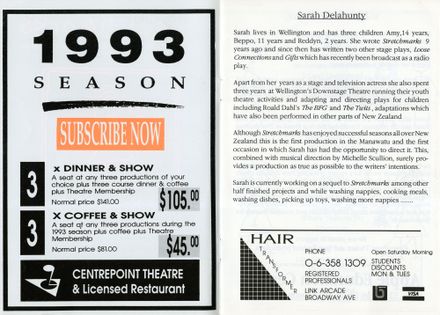 1993
SEASON
SUBSCRIBE NOW
3 x DINNER & SHOW
A seat at any three productions of your
choice plus three course dinner & coffee
plus Theatre Membership
Normal price $141.00
$105.00
3 x COFFEE & SHOW
A seat at any three productions during the
1993 season plus coffee plus Theatre
Membership
Normal price $81.00
$45.00
CENTREPOINT THEATRE
& Licensed Restaurant
Sarah Delahunty
Sarah lives in Wellington and has three children Amy,14 years,
Beppo, 11 years and Reddyn, 2 years. She wrote Stretchmarks 9
years ago and since then has written two other stage plays, Loose
Connections and Gifts which has recently been broadcast as a radio
play.
Apart from her years as a stage and television actress she also spent
three years at Wellington's Downstage Theatre running their youth
theatre activities and adapting and directing plays for children
including Roald Dahl's The BFG and The Twits , adaptations which
have also been performed in other parts of New Zealand
Although Stretchmarks has enjoyed successful seasons all over New
Zealand this is the first production in the Manawatu and the first
occasion in which Sarah has had the opportunity to direct it. This,
combined with musical direction by Michelle Scullion, surely pro-
vides a production as true as possible to the writers' intentions.
Sarah is currently working on a sequel to Stretchmarks among other
half finished projects and while washing nappies, cooking meals,
washing dishes, picking up toys, washing more nappies ......
HAIR
TRANSFORMER
PHONE
O-6-358 1309
REGISTERED
PROFESSIONALS
LINK ARCADE
BROADWAY AVE
Open Saturday Morning
STUDENTS
DISCOUNTS
MON & TUES
VISA